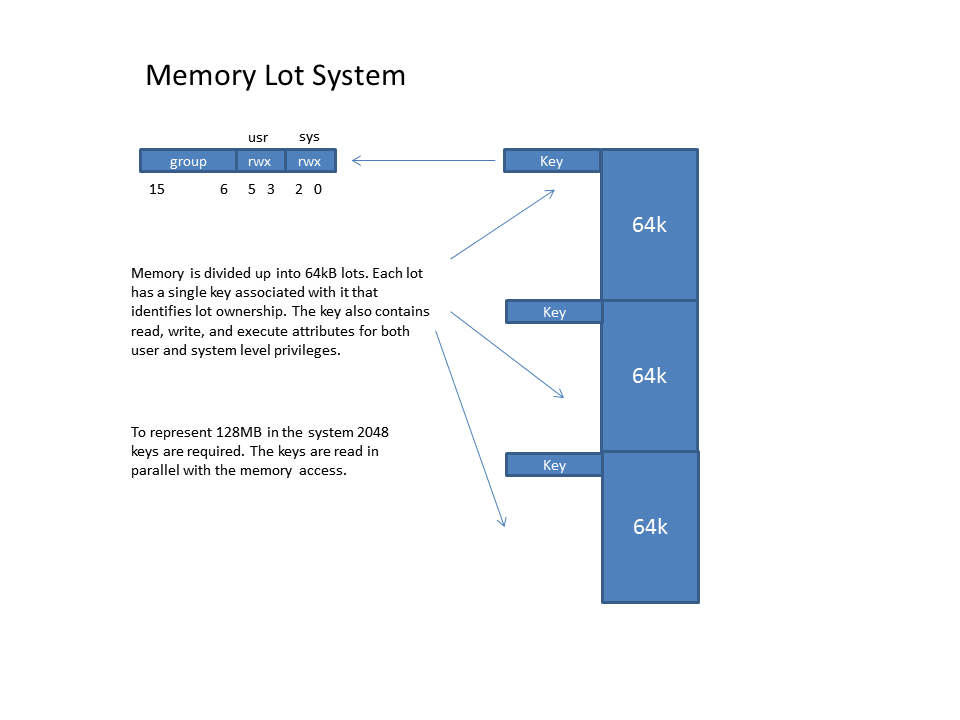 Memory Lot System
usr sys
group rwx rwx
15 6 5 3 2 0
Key
64k
Memory is divided up into 64kB lots. Each lot
has a single key associated with it that
identifies lot ownership. The key also contains
read, write, and execute attributes for both
user and system level privileges.
Key
64k
To represent 128MB in the system 2048
keys are required. The keys are read in
parallel with the memory access.
Key
64k